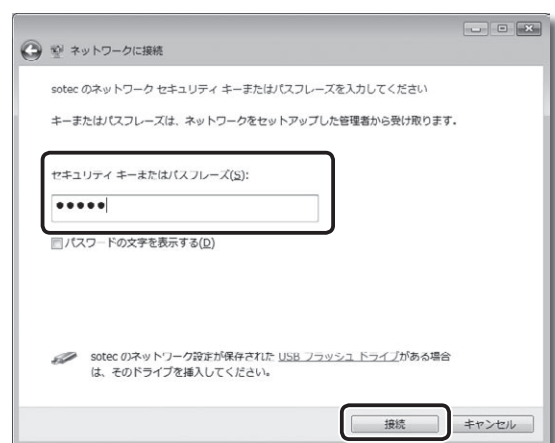 ネットワークに接続
sotec のネットワーク セキュリティ キーまたはパスフレーズを入力してください
キーまたはパスフレーズは、ネットワークをセットアップした管理者から受け取ります。
セキュリティ キーまたはパスフレーズ(S):
●●●●●
パスワードの文字を表示する(D)
sotec のネットワーク設定が保存された USB フラッシュ ドライブがある場合
は、そのドライブを挿入してください。
接続 キャンセル